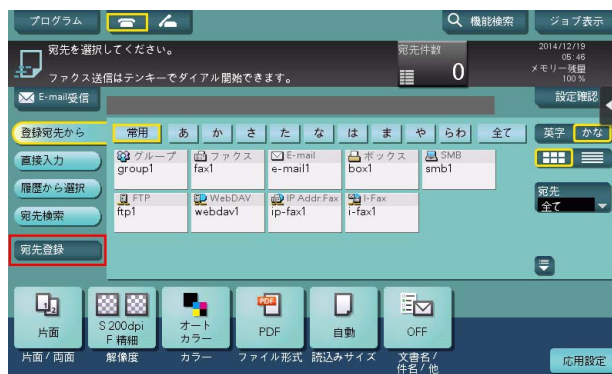 プログラム
機能検索
ジョブ表示
宛先を選択してください。
ファクス送信はテンキーでダイアル開始できます。
宛先件数
0
2014/12/19
05:46
メモリー残量
100 %
E-mail受信
設定確認
登録宛先から
常用 あ か さ た な は ま や らわ 全て
英字 かな
直接入力
履歴から選択
宛先検索
宛先登録
グループ
group1
ファクス
fax1
E-mail
e-mail1
ボックス
box1
SMB
smb1
FTP
ftp1
WebDAV
webdav1
IP Addr.Fax
ip-fax1
I-Fax
i-fax1
宛先
全て
片面
S 200dpi
F 精細
オート
カラー
PDF
PDF
自動
OFF
片面 / 両面
解像度
カラー
ファイル形式
読込みサイズ
文書名 /
件名 / 他
応用設定